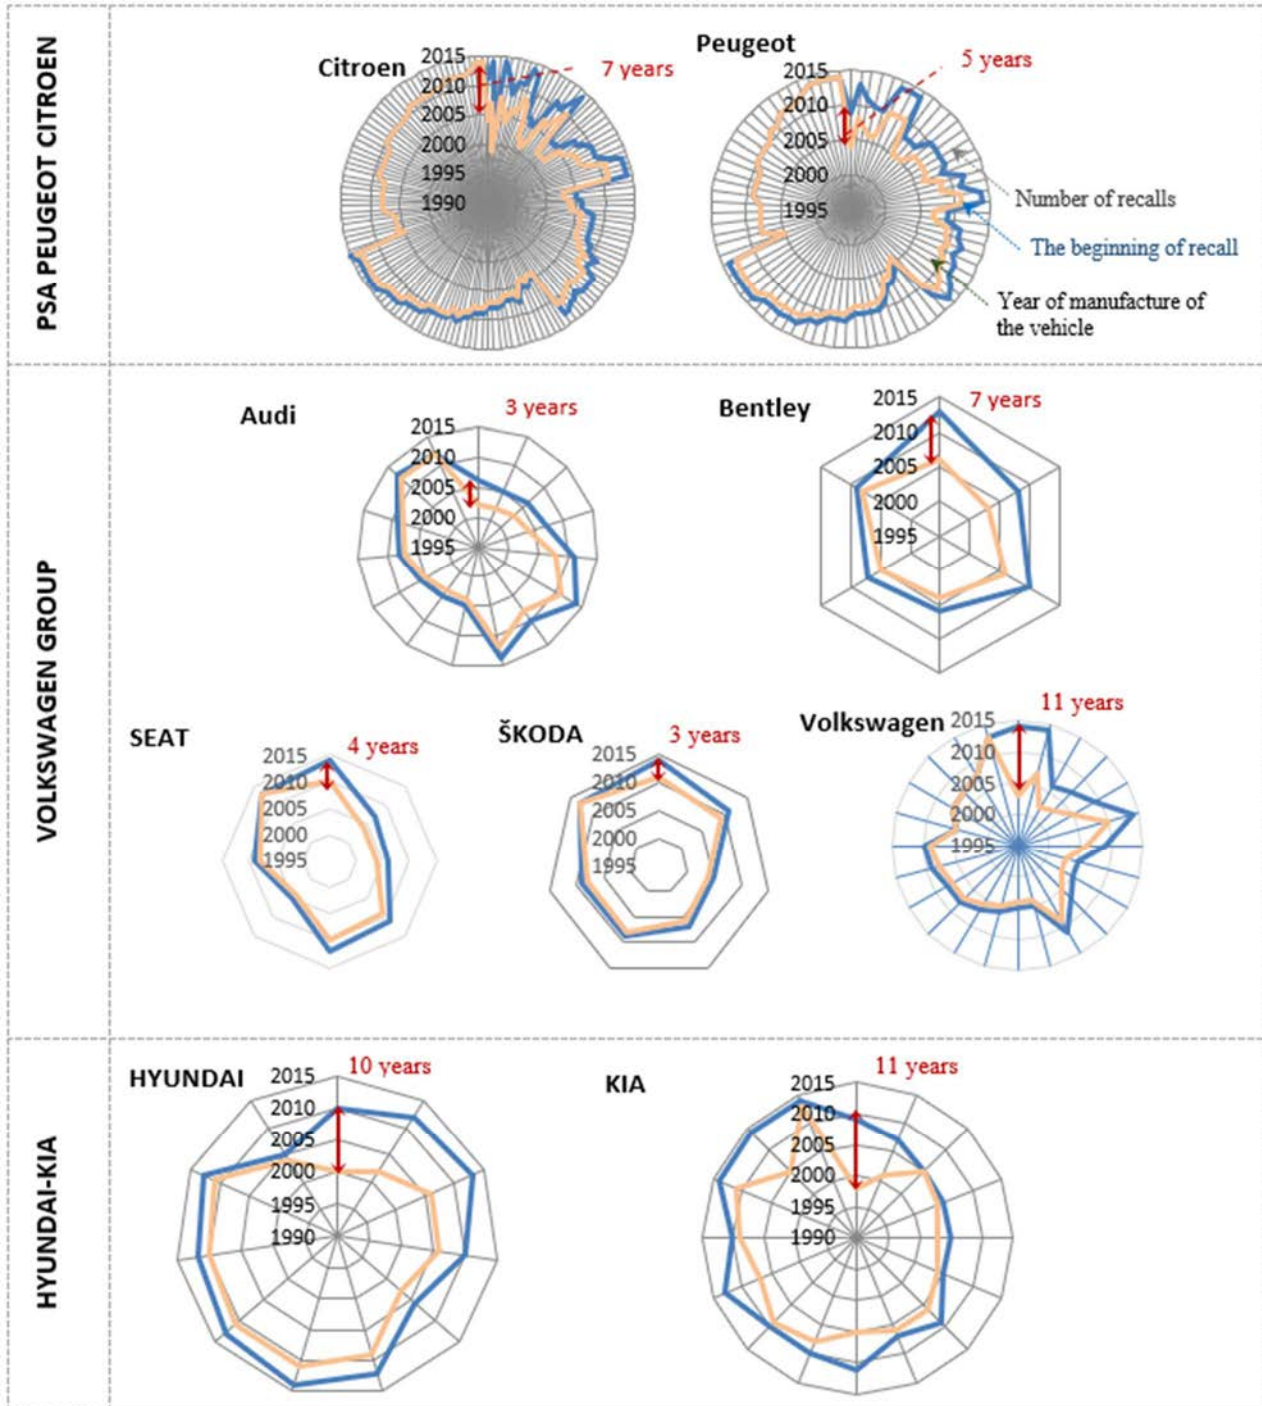 PSA PEUGEOT CITROEN
Citroen
2015
2010
2005
2000
1995
1990
7 years
Peugeot
2015
2010
2005
2000
1995
5 years
Number of recalls
The beginning of recall
Year of manufacture of
the vehicle
VOLKSWAGEN GROUP
Audi
3 years
2015
2010
2005
2000
1995
Bentley
7 years
2015
2010
2005
2000
1995
SEAT
4 years
2015
2010
2005
2000
1995
ŠKODA
3 years
2015
2010
2005
2000
1995
Volkswagen
11 years
2015
2010
2005
2000
1995
HYUNDAI-KIA
HYUNDAI
10 years
2015
2010
2005
2000
1995
1990
KIA
11 years
2015
2010
2005
2000
1995
1990